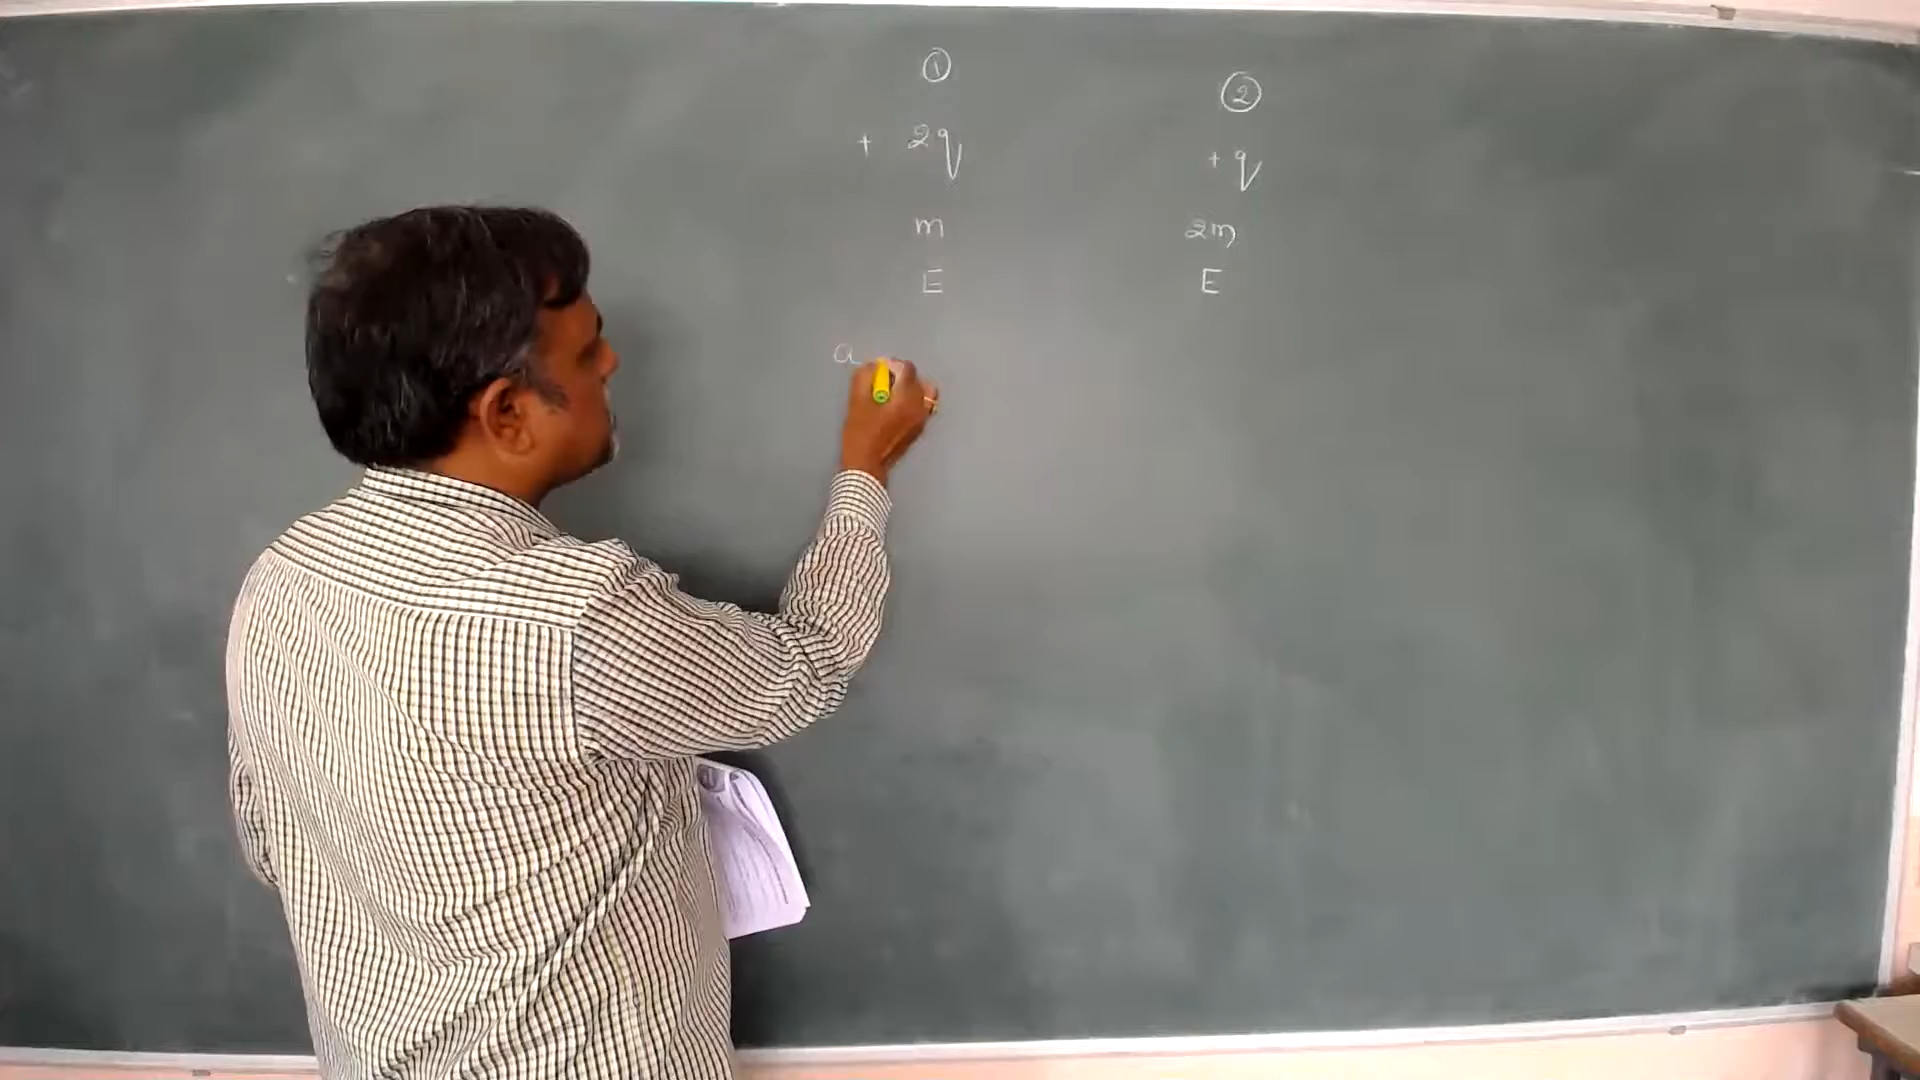 ① ②
+ 2q + q
m 2m
E E
a